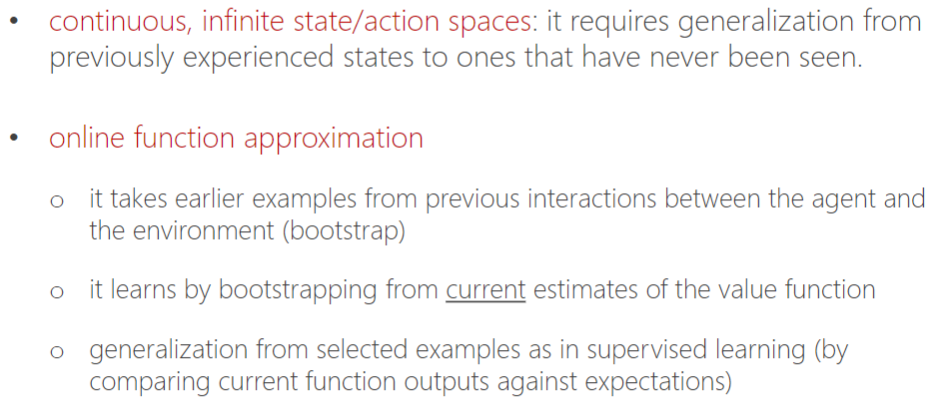 • continuous, infinite state/action spaces: it requires generalization from
previously experienced states to ones that have never been seen.
• online function approximation
o it takes earlier examples from previous interactions between the agent and
the environment (bootstrap)
o it learns by bootstrapping from current estimates of the value function
o generalization from selected examples as in supervised learning (by
comparing current function outputs against expectations)